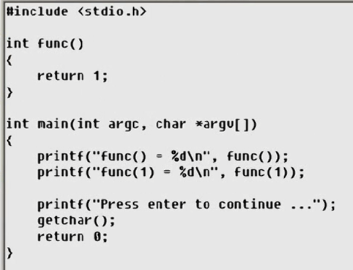 #include <stdio.h>
int func()
{
    return 1;
}
int main(int argc, char *argv[])
{
    printf("func() = %d\n", func());
    printf("func(1) = %d\n", func(1));
    printf("Press enter to continue ...");
    getchar();
    return 0;
}